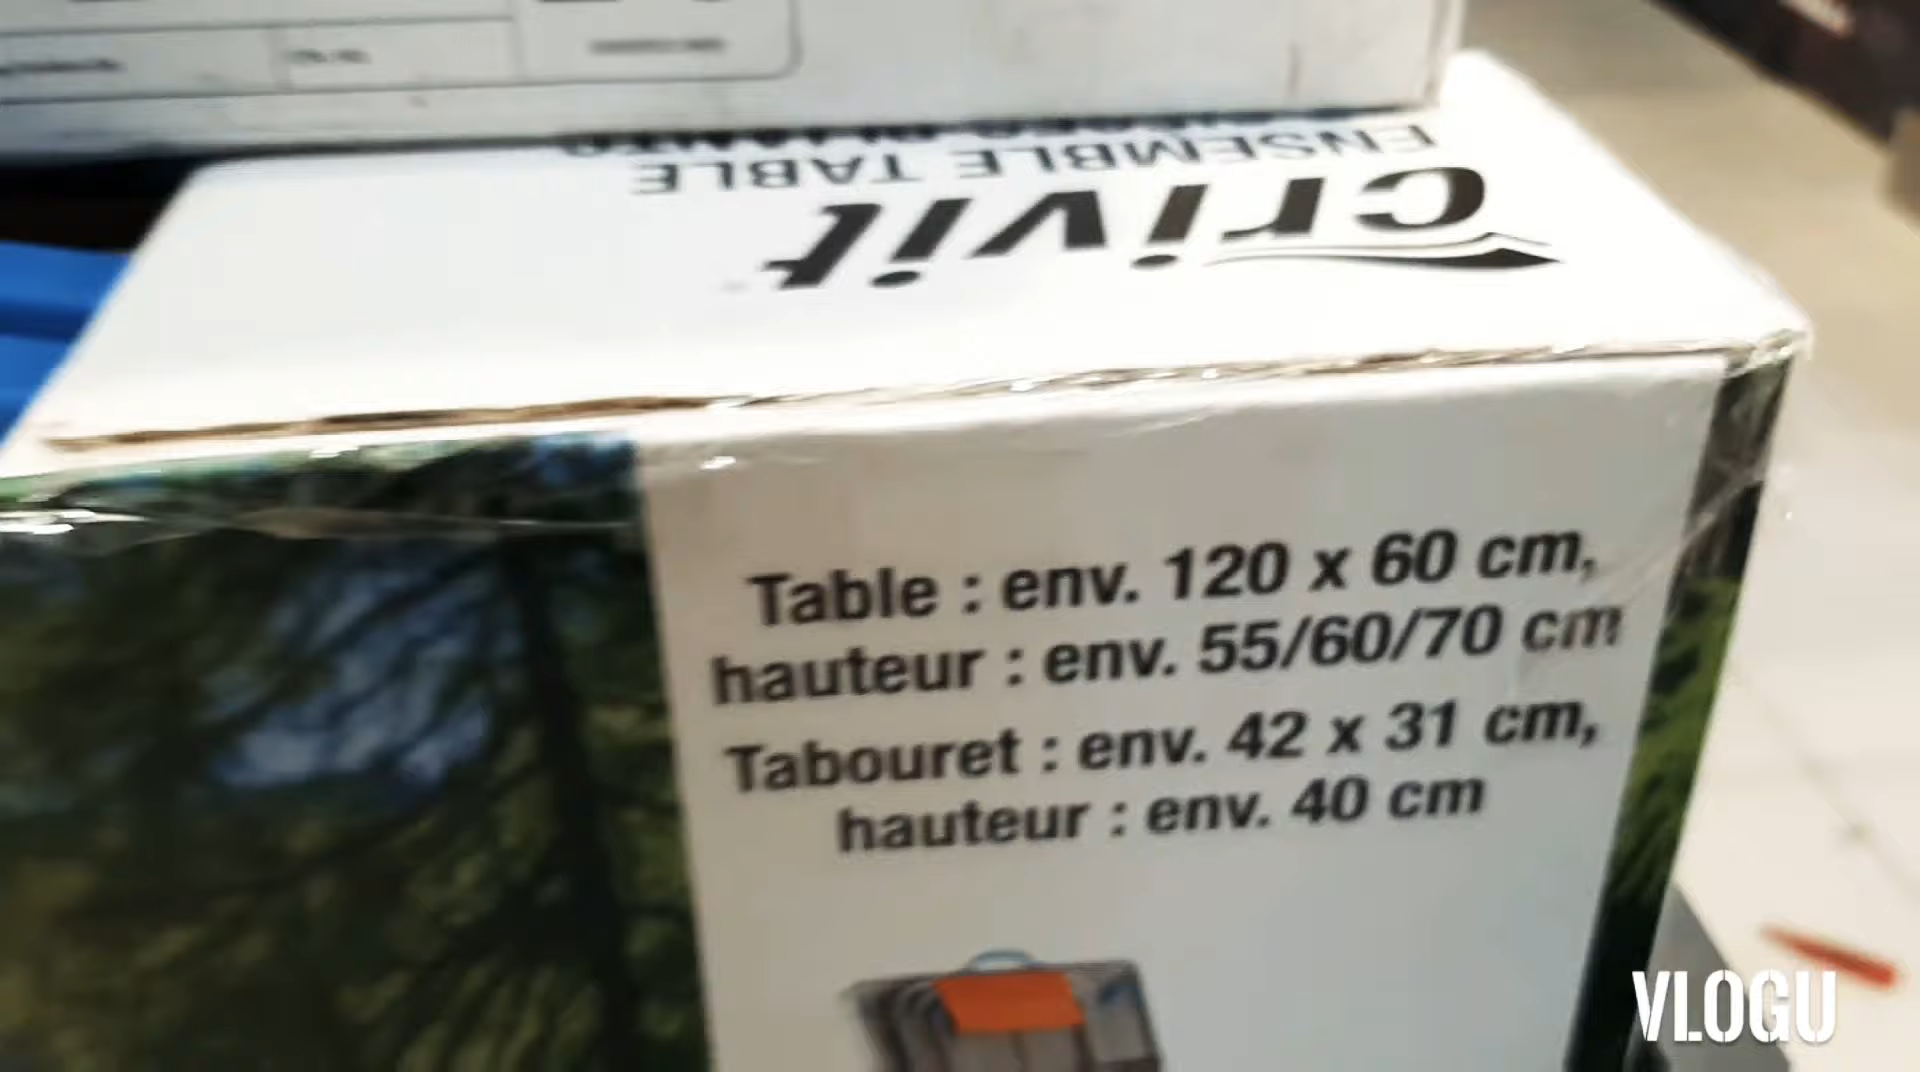 ENSEMBLE TABLE
crivit
Table : env. 120 x 60 cm,
hauteur : env. 55/60/70 cm
Tabouret : env. 42 x 31 cm,
hauteur : env. 40 cm
VLOGU